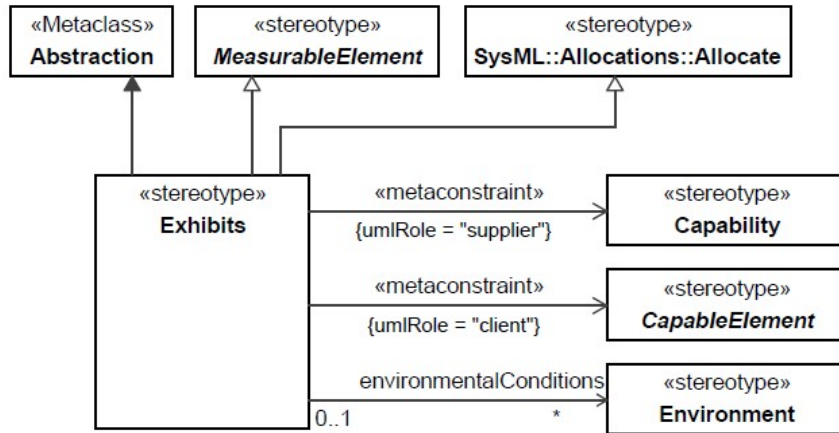 «Metaclass»
Abstraction
«stereotype»
MeasurableElement
«stereotype»
SysML::Allocations::Allocate
«stereotype»
Exhibits
«metaconstraint»
{umlRole = "supplier"}
«stereotype»
Capability
«metaconstraint»
{umlRole = "client"}
«stereotype»
CapableElement
environmentalConditions
0..1
*
«stereotype»
Environment